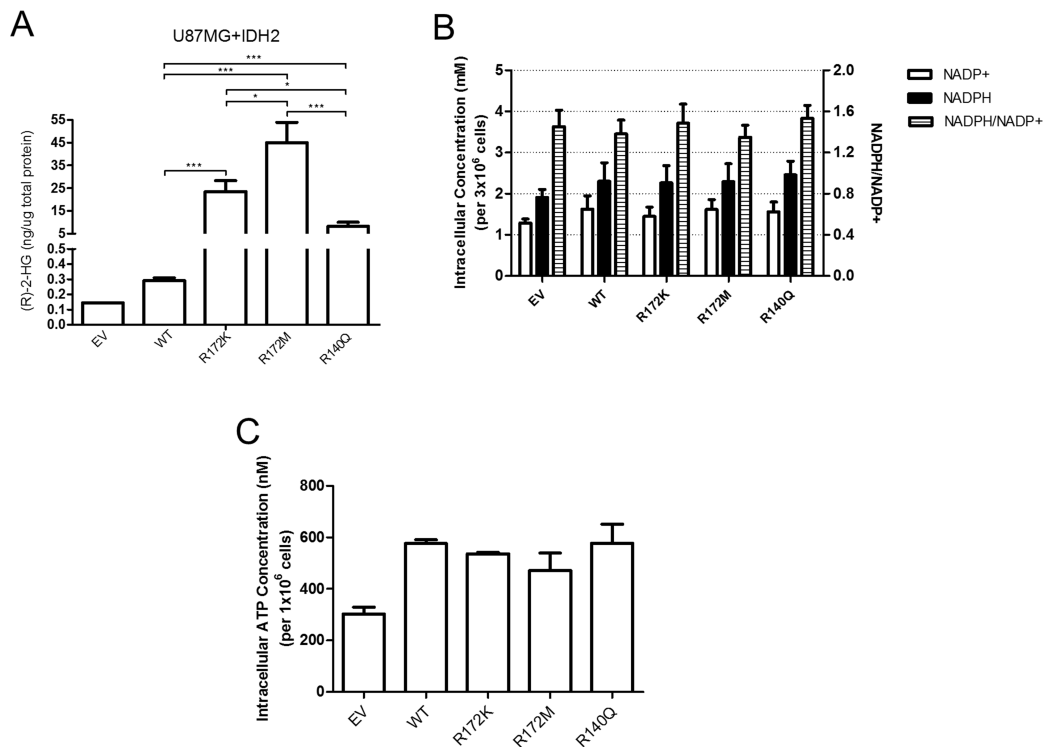 A
U87MG+IDH2
***
***
*
*
***
***
(R)-2-HG (ng/ug total protein)
55
45
35
25
15
5
0.5
0.4
0.3
0.2
0.1
0.0
EV
WT
R172K
R172M
R140Q
B
Intracellular Concentration (mM)
(per 3x10⁶ cells)
5
4
3
2
1
0
2.0
1.6
1.2
0.8
0.4
0.0
NADPH/NADP+
EV
WT
R172K
R172M
R140Q
NADP+
NADPH
NADPH/NADP+
C
Intracellular ATP Concentration (nM)
(per 1x10⁶ cells)
800
600
400
200
0
EV
WT
R172K
R172M
R140Q